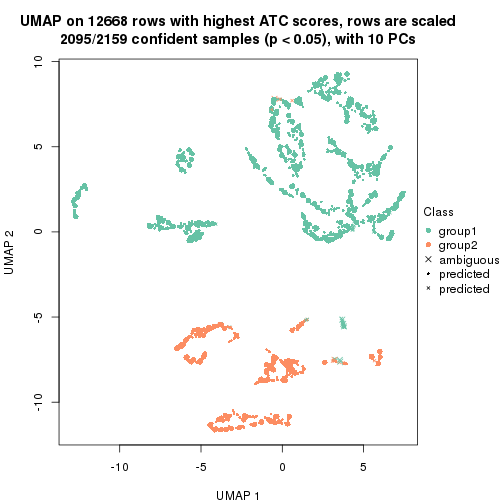 UMAP on 12668 rows with highest ATC scores, rows are scaled
2095/2159 confident samples (p < 0.05), with 10 PCs
10
5
0
-5
-10
UMAP 2
-10
-5
0
5
UMAP 1
Class
group1
group2
ambiguous
predicted
predicted